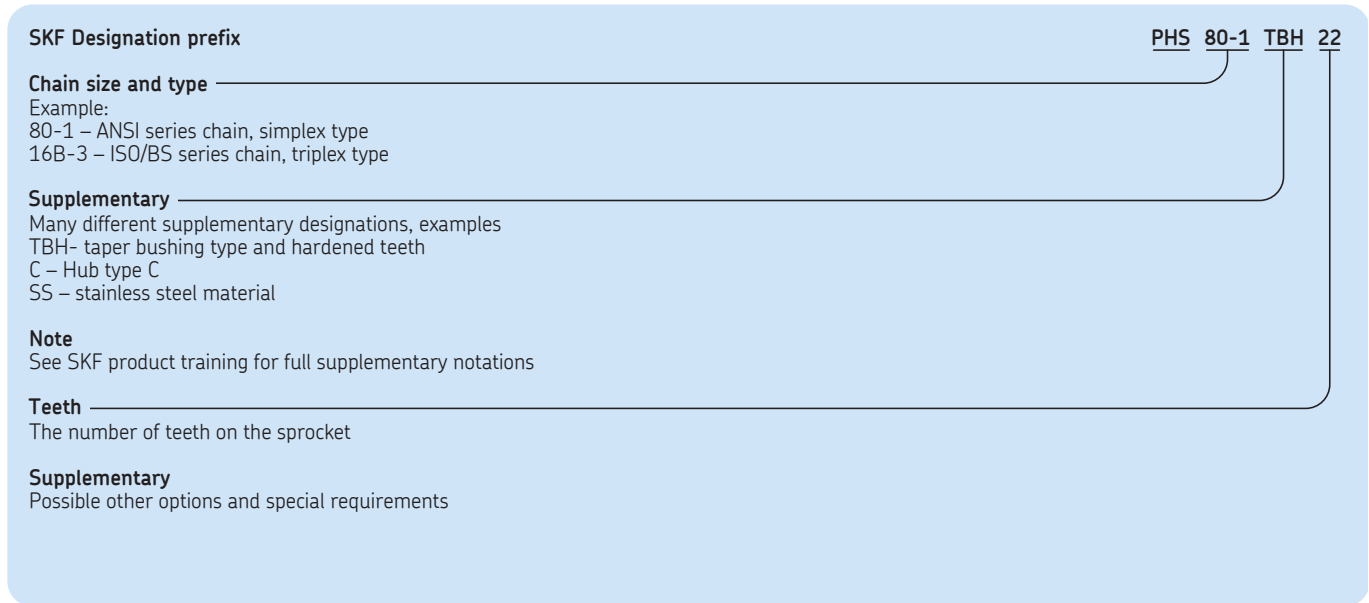 SKF Designation prefix PHS 80-1 TBH 22
Chain size and type
Example:
80-1 – ANSI series chain, simplex type
16B-3 – ISO/BS series chain, triplex type
Supplementary
Many different supplementary designations, examples
TBH- taper bushing type and hardened teeth
C – Hub type C
SS – stainless steel material
Note
See SKF product training for full supplementary notations
Teeth
The number of teeth on the sprocket
Supplementary
Possible other options and special requirements